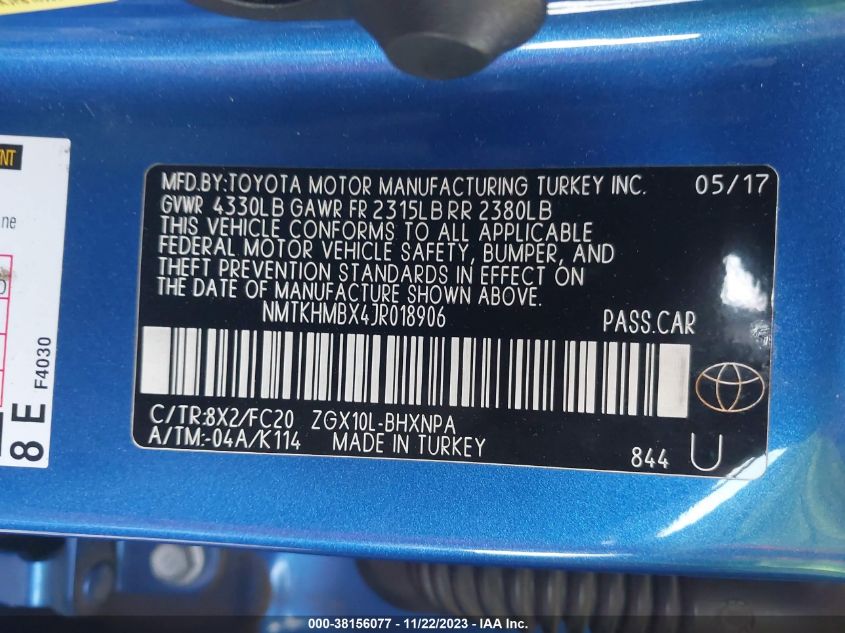 MFD.BY:TOYOTA MOTOR MANUFACTURING TURKEY INC. 05/17
GVWR 4330LB GAWR FR 2315LB RR 2380LB
THIS VEHICLE CONFORMS TO ALL APPLICABLE
FEDERAL MOTOR VEHICLE SAFETY, BUMPER, AND
THEFT PREVENTION STANDARDS IN EFFECT ON
THE DATE OF MANUFACTURE SHOWN ABOVE.
NMTKHMBX4JR018906 PASS.CAR
C/TR:8X2/FC20 ZGX10L-BHXNPA
A/TM:-04A/K114 MADE IN TURKEY
844 U
8 E
F4030
000-38156077 - 11/22/2023 - IAAI.com